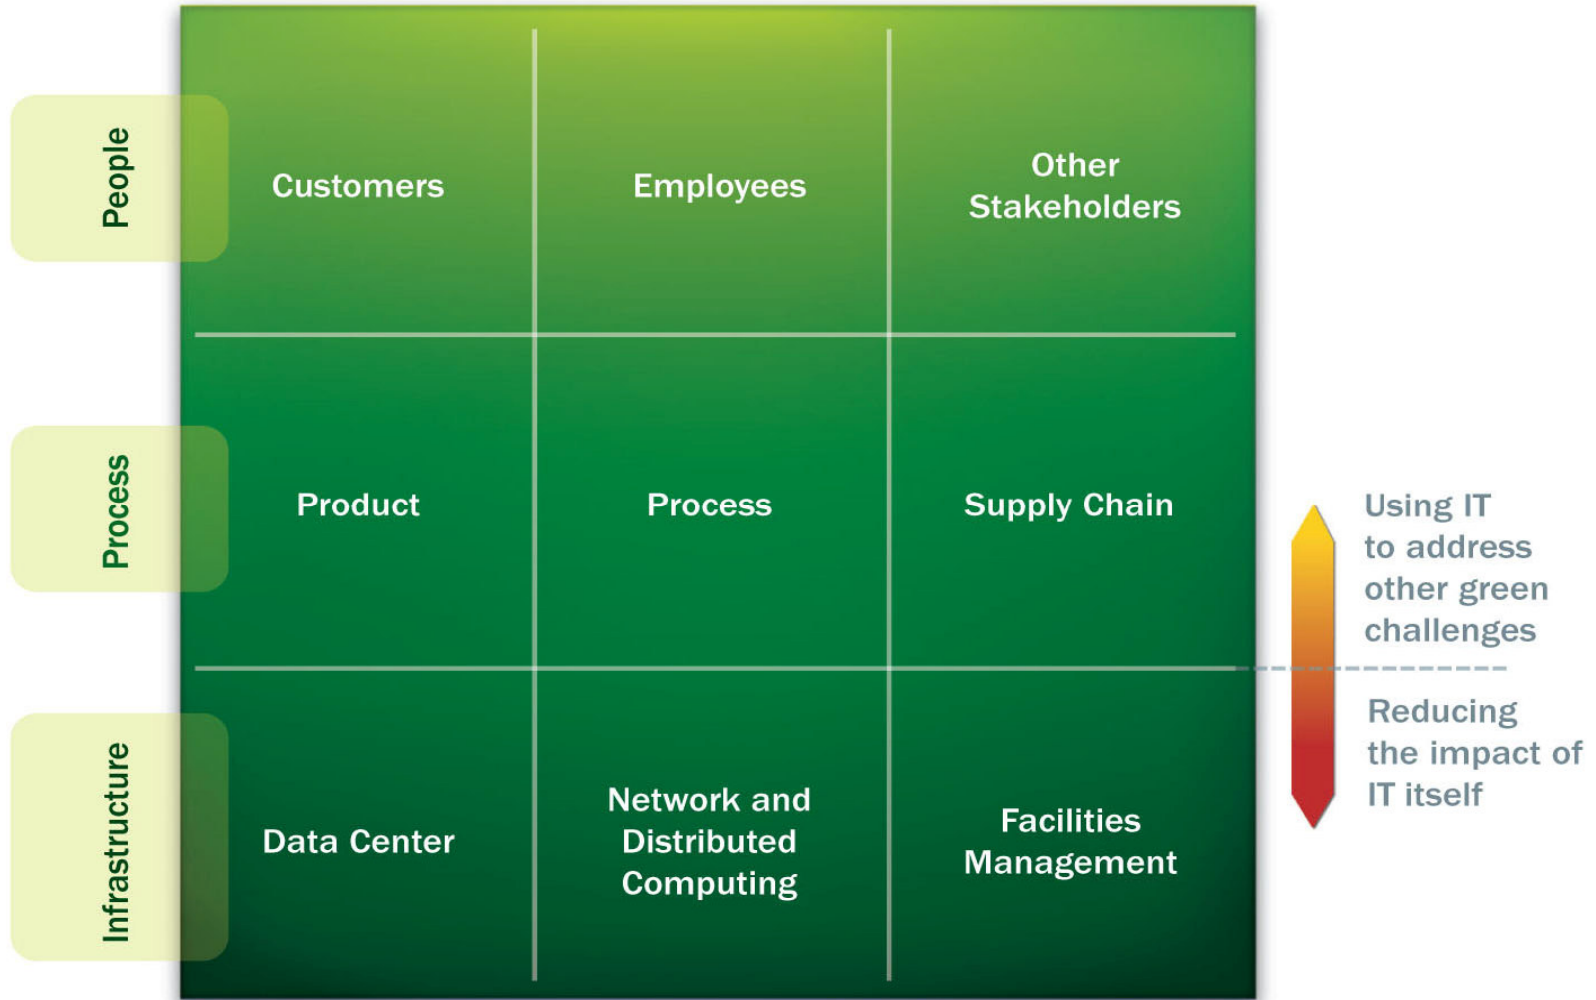 People
Customers
Employees
Other
Stakeholders
Process
Product
Process
Supply Chain
Using IT
to address
other green
challenges
Reducing
the impact of
IT itself
Infrastructure
Data Center
Network and
Distributed
Computing
Facilities
Management